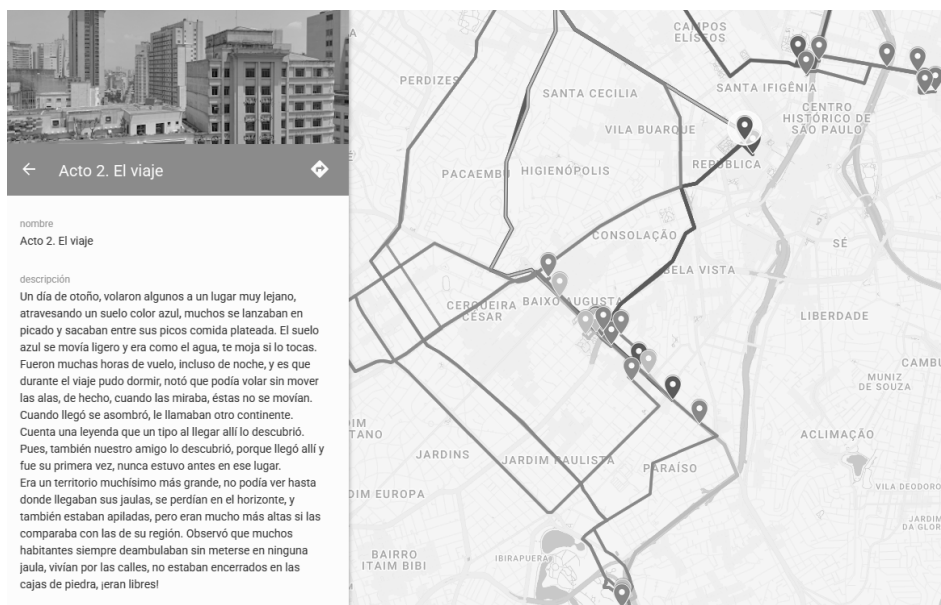 Acto 2. El viaje
nombre
Acto 2. El viaje
descripción
Un día de otoño, volaron algunos a un lugar muy lejano,
atravesando un suelo color azul, muchos se lanzaban en
picado y sacaban entre sus picos comida plateada. El suelo
azul se movía ligero y era como el agua, te moja si lo tocas.
Fueron muchas horas de vuelo, incluso de noche, y es que
durante el viaje pudo dormir, notó que podía volar sin mover
las alas, de hecho, cuando las miraba, éstas no se movían.
Cuando llegó se asombró, le llamaban otro continente.
Cuenta una leyenda que un tipo al llegar allí lo descubrió.
Pues, también nuestro amigo lo descubrió, porque llegó allí y
fue su primera vez, nunca estuvo antes en ese lugar.
Era un territorio muchísimo más grande, no podía ver hasta
donde llegaban sus jaulas, se perdían en el horizonte, y
también estaban apiladas, pero eran mucho más altas si las
comparaba con las de su región. Observó que muchos
habitantes siempre deambulaban sin meterse en ninguna
jaula, vivían por las calles, no estaban encerrados en las
cajas de piedra, ¡eran libres!
CAMPOS
ELÍSEOS
PERDIZES
SANTA CECILIA
SANTA IFIGÊNIA
CENTRO
HISTÓRICO DE
SÃO PAULO
VILA BUARQUE
REPÚBLICA
PACAEMBU
HIGIENÓPOLIS
CONSOLAÇÃO
SÉ
BELA VISTA
CERQUEIRA
CÉSAR
BAIXO AUGUSTA
LIBERDADE
CAMBU
MUNIZ
DE SOUZA
IM
TANO
ACLIMAÇÃO
JARDINS
JARDIM PAULISTA
PARAÍSO
VILA DEODORO
DIM EUROPA
JARDIM
DA GLOR
BAIRRO
ITAIM BIBI
IBIRAPUERA